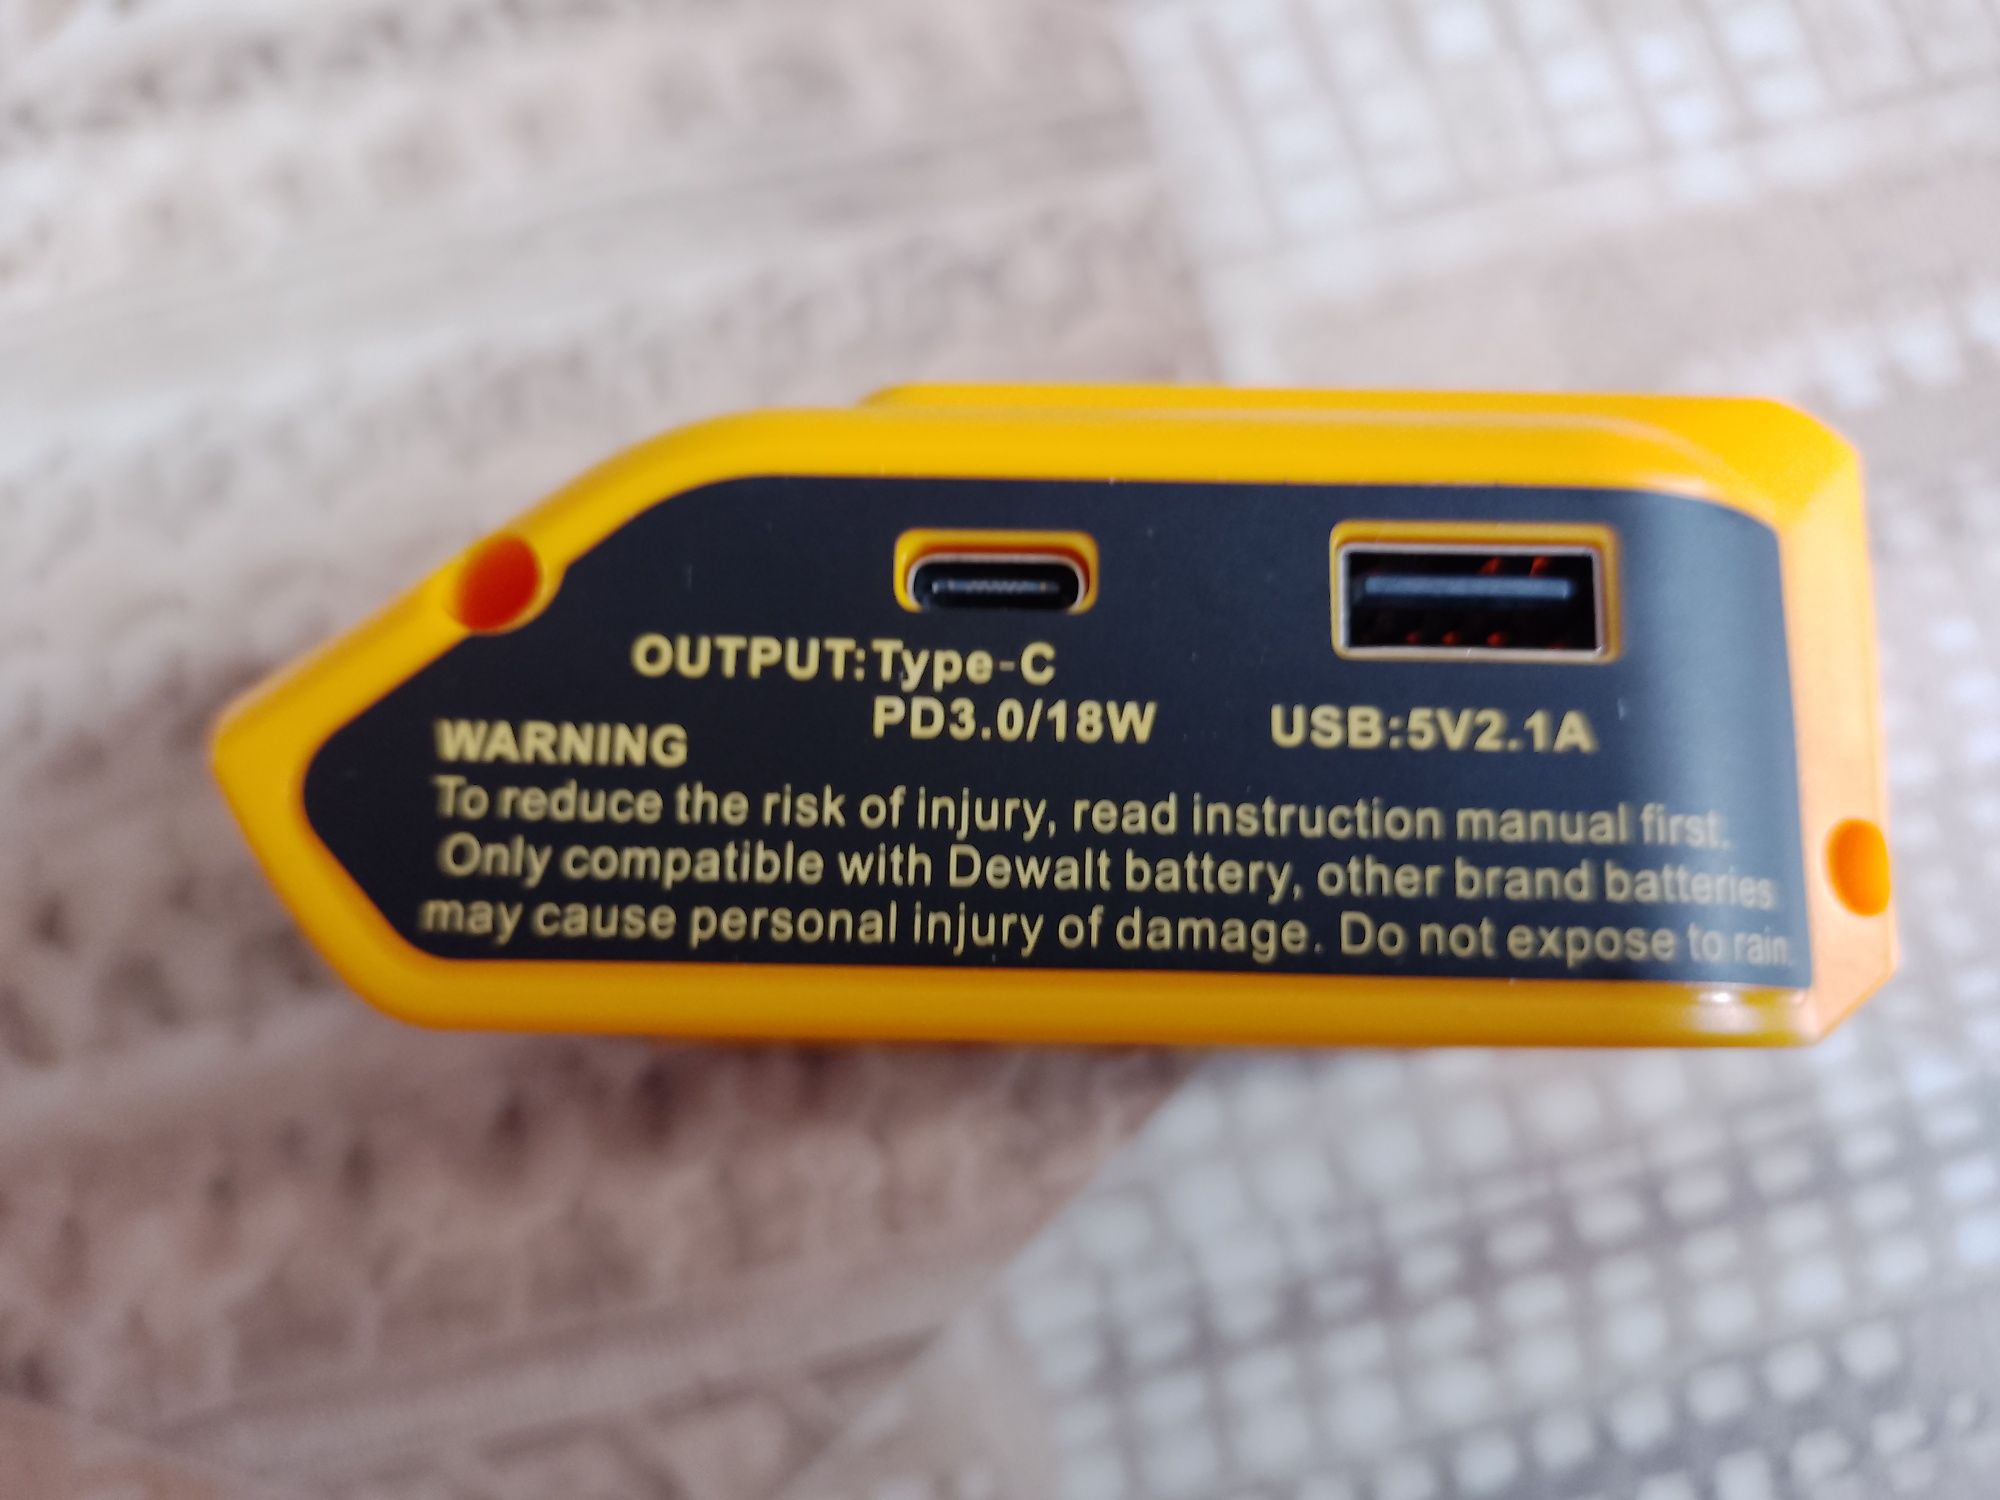 OUTPUT:Type-C
PD3.0/18W
USB:5V2.1A
WARNING
To reduce the risk of injury, read instruction manual first.
Only compatible with Dewalt battery, other brand batteries
may cause personal injury of damage. Do not expose to rain.